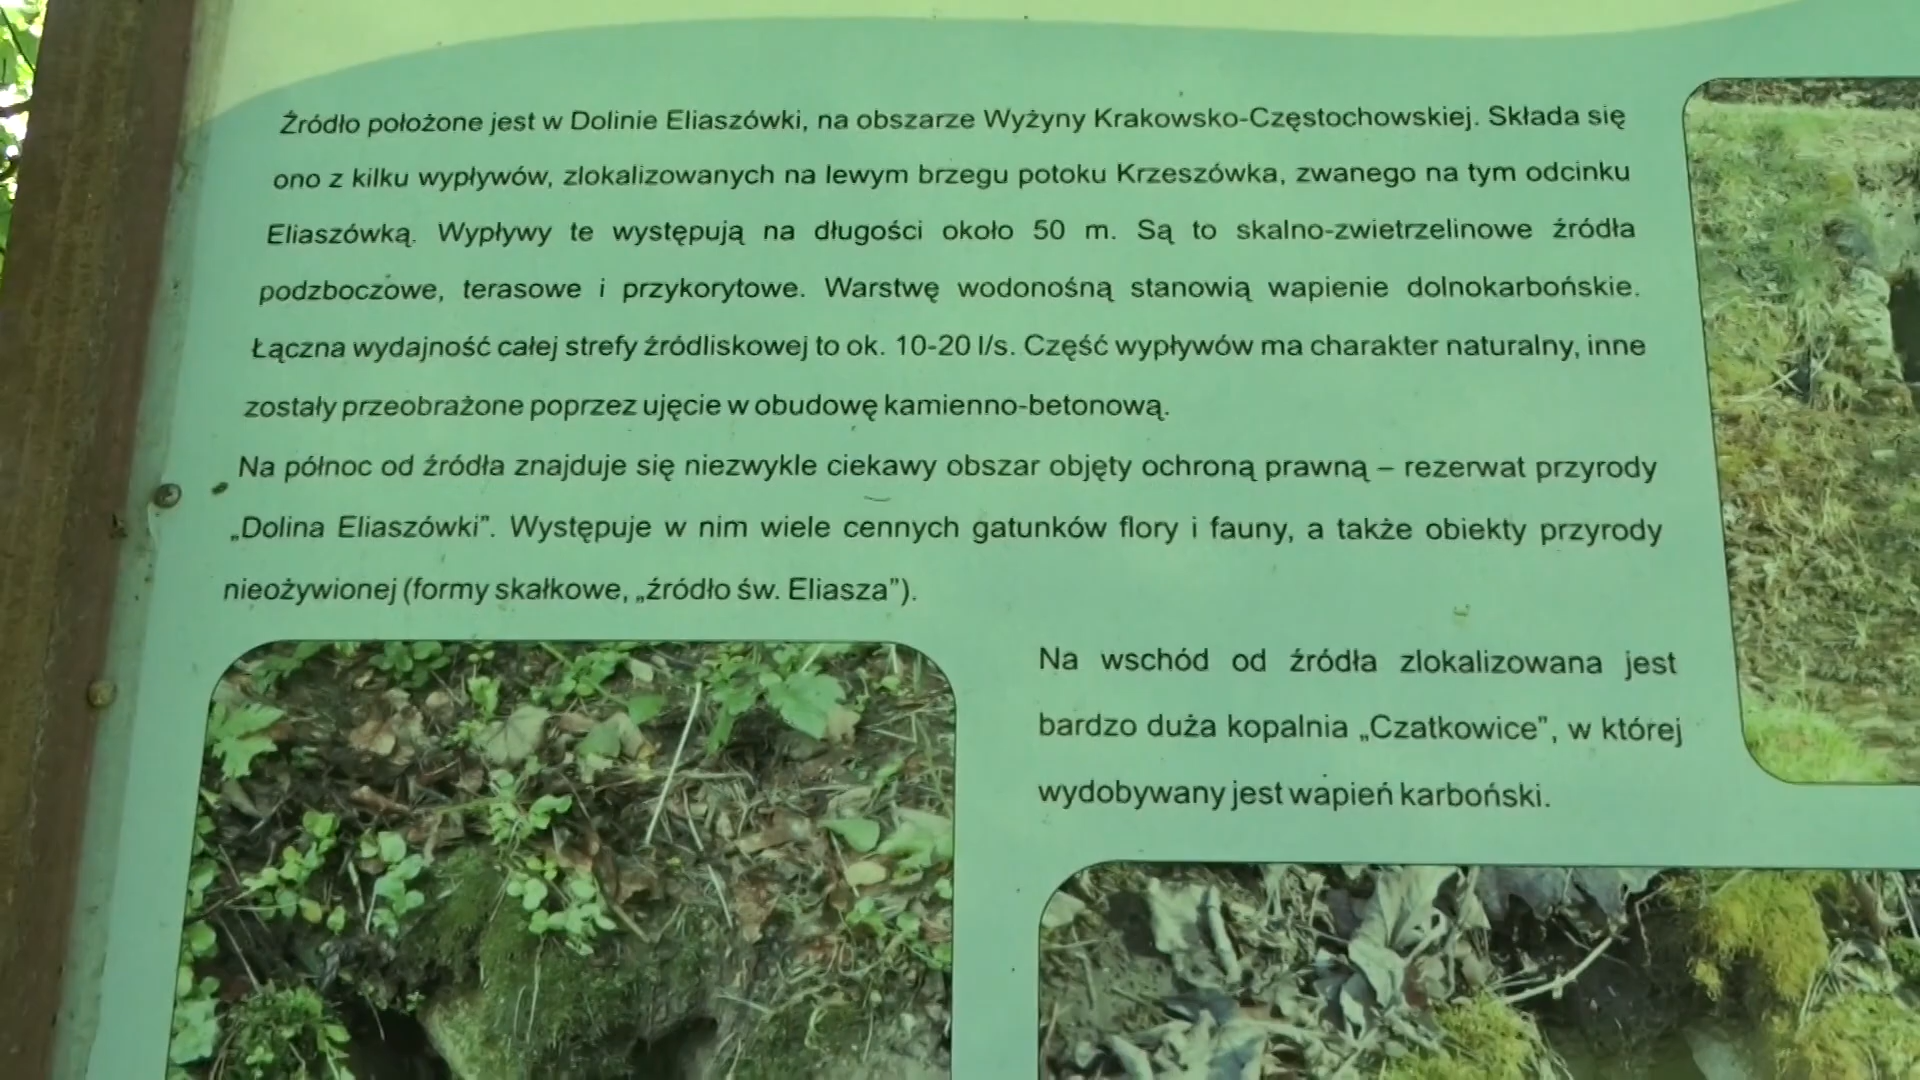 Źródło położone jest w Dolinie Eliaszówki, na obszarze Wyżyny Krakowsko-Częstochowskiej. Składa się
ono z kilku wypływów, zlokalizowanych na lewym brzegu potoku Krzeszówka, zwanego na tym odcinku
Eliaszówką. Wypływy te występują na długości około 50 m. Są to skalno-zwietrzelinowe źródła
podzboczowe, terasowe i przykorytowe. Warstwę wodonośną stanowią wapienie dolnokarbońskie.
Łączna wydajność całej strefy źródliskowej to ok. 10-20 l/s. Część wypływów ma charakter naturalny, inne
zostały przeobrażone poprzez ujęcie w obudowę kamienno-betonową.
Na północ od źródła znajduje się niezwykle ciekawy obszar objęty ochroną prawną – rezerwat przyrody
„Dolina Eliaszówki”. Występuje w nim wiele cennych gatunków flory i fauny, a także obiekty przyrody
nieożywionej (formy skałkowe, „źródło św. Eliasza”).
Na wschód od źródła zlokalizowana jest
bardzo duża kopalnia „Czatkowice”, w której
wydobywany jest wapień karboński.